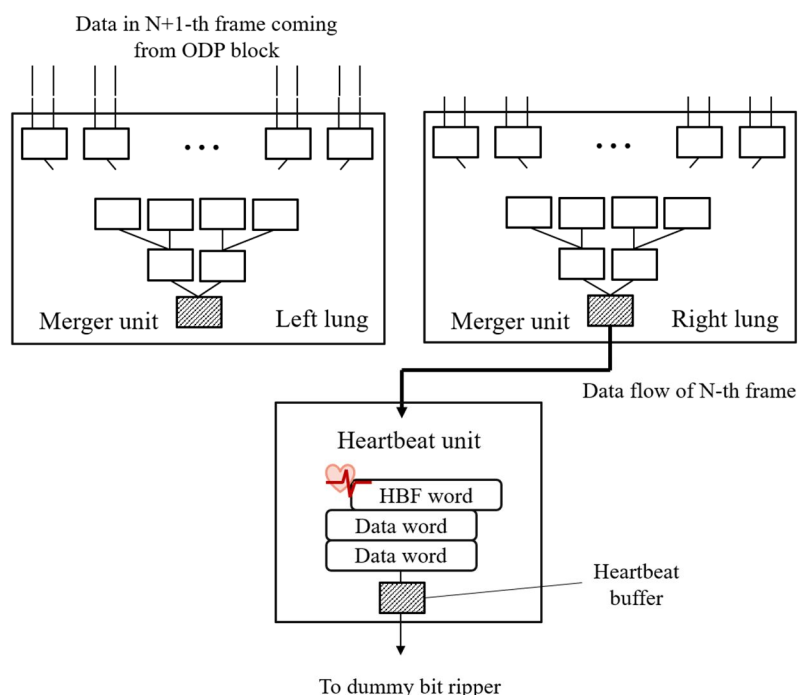 Data in N+1-th frame coming
from ODP block
• • •
• • •
Merger unit
Left lung
Merger unit
Right lung
Data flow of N-th frame
Heartbeat unit
HBF word
Data word
Data word
Heartbeat
buffer
To dummy bit ripper